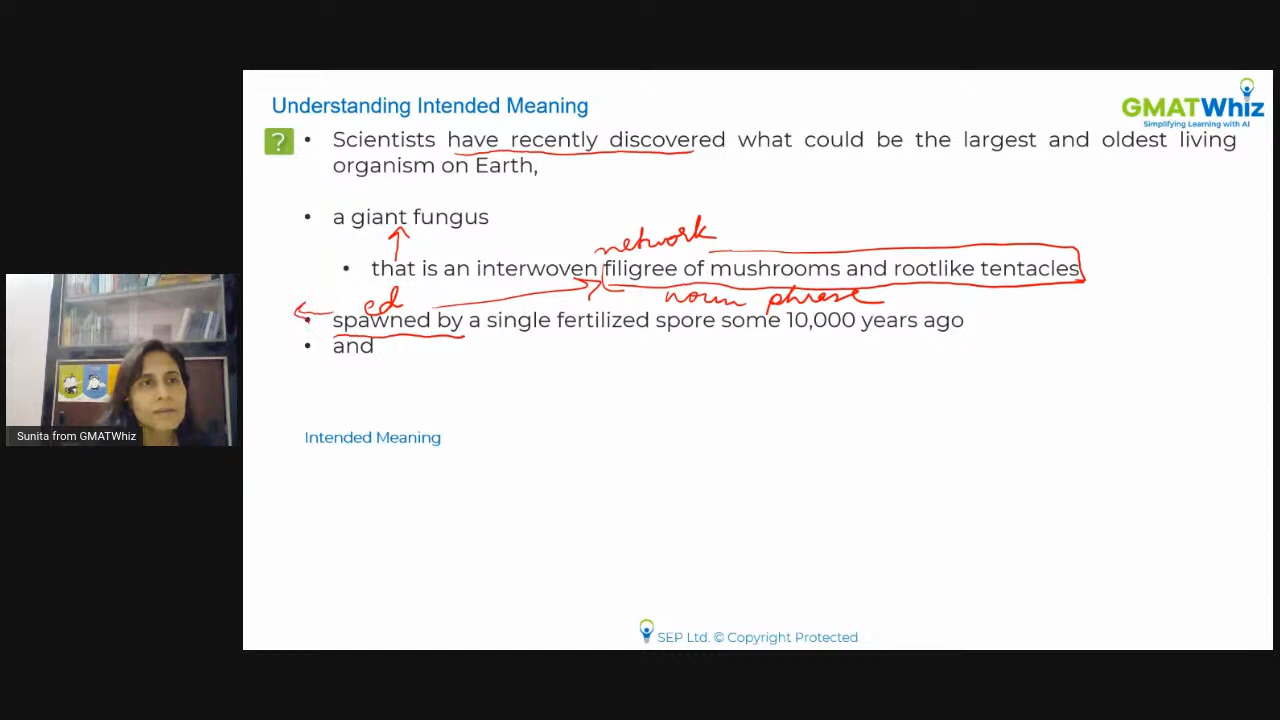 Understanding Intended Meaning
GMATWhiz
Simplifying Learning with AI
?
• Scientists have recently discovered what could be the largest and oldest living
organism on Earth,
• a giant fungus
network
• that is an interwoven filigree of mushrooms and rootlike tentacles
ed
noun phrase
• spawned by a single fertilized spore some 10,000 years ago
• and
Sunita from GMATWhiz
Intended Meaning
SEP Ltd. © Copyright Protected